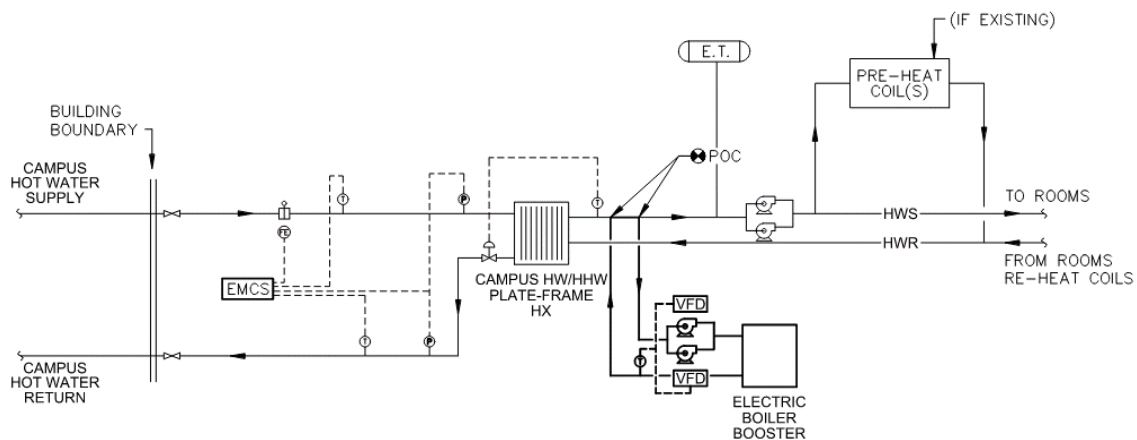 (IF EXISTING)
E.T.
PRE-HEAT
COIL(S)
BUILDING
BOUNDARY
CAMPUS
HOT WATER
SUPPLY
POC
T
P
T
FE
TO ROOMS
HWS
HWR
FROM ROOMS
RE-HEAT COILS
EMCS
CAMPUS HW/HHW
PLATE-FRAME
HX
VFD
T
P
T
VFD
CAMPUS
HOT WATER
RETURN
ELECTRIC
BOILER
BOOSTER